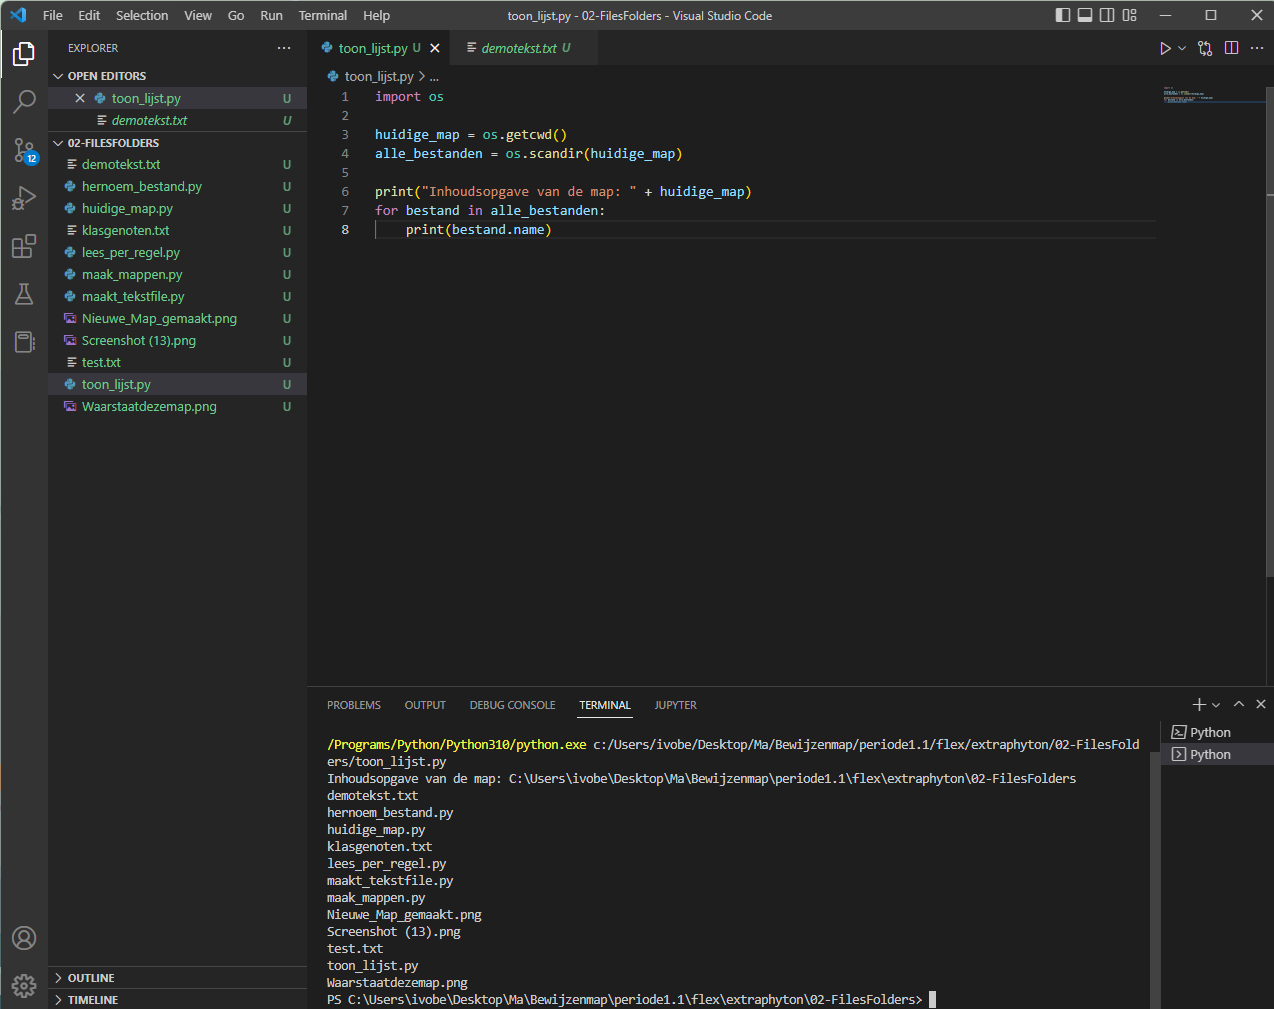 File Edit Selection View Go Run Terminal Help
toon_lijst.py - 02-FilesFolders - Visual Studio Code
EXPLORER
OPEN EDITORS
toon_lijst.py U
demotekst.txt U
02-FILESFOLDERS
demotekst.txt U
hernoem_bestand.py U
huidige_map.py U
klasgenoten.txt U
lees_per_regel.py U
maak_mappen.py U
maakt_tekstfile.py U
Nieuwe_Map_gemaakt.png U
Screenshot (13).png U
test.txt U
toon_lijst.py U
Waarstaatdezemap.png U
OUTLINE
TIMELINE
12
toon_lijst.py U
demotekst.txt U
toon_lijst.py > ...
1 import os
2
3 huidige_map = os.getcwd()
4 alle_bestanden = os.scandir(huidige_map)
5
6 print("Inhoudsopgave van de map: " + huidige_map)
7 for bestand in alle_bestanden:
8     print(bestand.name)
PROBLEMS OUTPUT DEBUG CONSOLE TERMINAL JUPYTER
/Programs/Python/Python310/python.exe c:/Users/ivobe/Desktop/Ma/Bewijzenmap/periode1.1/flex/extraphyton/02-FilesFold
ers/toon_lijst.py
Inhoudsopgave van de map: C:\Users\ivobe\Desktop\Ma\Bewijzenmap\periode1.1\flex\extraphyton\02-FilesFolders
demotekst.txt
hernoem_bestand.py
huidige_map.py
klasgenoten.txt
lees_per_regel.py
maakt_tekstfile.py
maak_mappen.py
Nieuwe_Map_gemaakt.png
Screenshot (13).png
test.txt
toon_lijst.py
Waarstaatdezemap.png
PS C:\Users\ivobe\Desktop\Ma\Bewijzenmap\periode1.1\flex\extraphyton\02-FilesFolders>
Python
Python